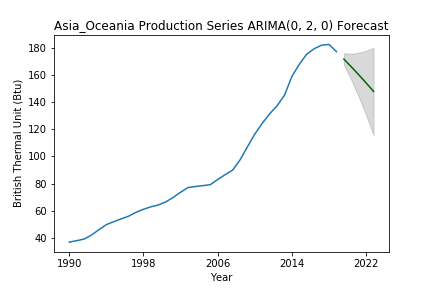 Asia_Oceania Production Series ARIMA(0, 2, 0) Forecast
180
160
140
120
100
80
60
40
British Thermal Unit (Btu)
1990 1998 2006 2014 2022
Year